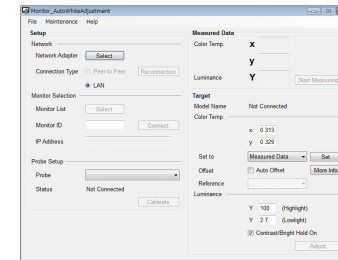 Monitor_AutoWhiteAdjustment
File Maintenance Help
Setup
Network
Network Adapter Select
Connection Type Peer to Peer Reconnection
LAN
Monitor Selection
Monitor List Select
Monitor ID Connect
IP Address
Probe Setup
Probe
Status Not Connected
Calibrate
Measured Data
Color Temp. x
y
Luminance Y Start Measuring
Target
Model Name Not Connected
Color Temp.
x 0.313
y 0.329
Set to Measured Data Set
Offset Auto Offset More Info
Reference
Luminance
Y 100 (Highlight)
Y 2.7 (Lowlight)
Contrast/Bright Hold On
Adjust